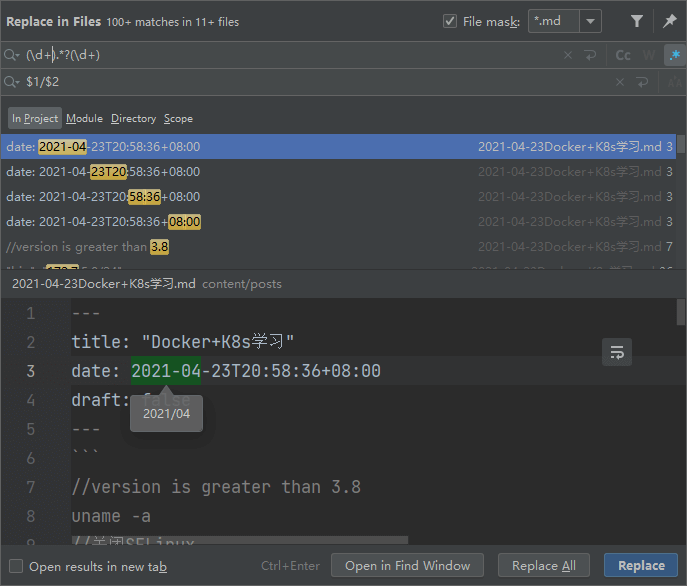 Replace in Files 100+ matches in 11+ files File mask: *.md
(\d+).*?(\d+) Cc W .*
$1/$2
In Project Module Directory Scope
date: 2021-04-23T20:58:36+08:00 2021-04-23Docker+K8s学习.md 3
date: 2021-04-23T20:58:36+08:00 2021-04-23Docker+K8s学习.md 3
date: 2021-04-23T20:58:36+08:00 2021-04-23Docker+K8s学习.md 3
date: 2021-04-23T20:58:36+08:00 2021-04-23Docker+K8s学习.md 3
//version is greater than 3.8 2021-04-23Docker+K8s学习.md 7
2021-04-23Docker+K8s学习.md content/posts
1 ---
2 title: "Docker+K8s学习"
3 date: 2021-04-23T20:58:36+08:00
4 draft: false
2021/04
5 ---
6 ```
7 //version is greater than 3.8
8 uname -a
9 //关闭SELinux
Open results in new tab Ctrl+Enter Open in Find Window Replace All Replace